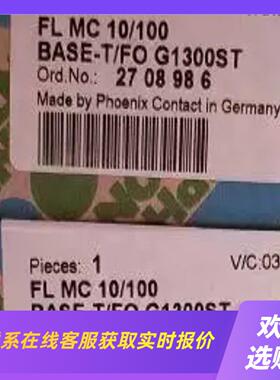 FL MC 10/100
BASE-T/FO G1300ST
Ord.No.: 27 08 98 6
Made by Phoenix Contact in Germany
Pieces: 1
V/C:03
FL MC 10/100
BASE-T/FO G1300ST
系在线客服获取实时报价
欢
选购